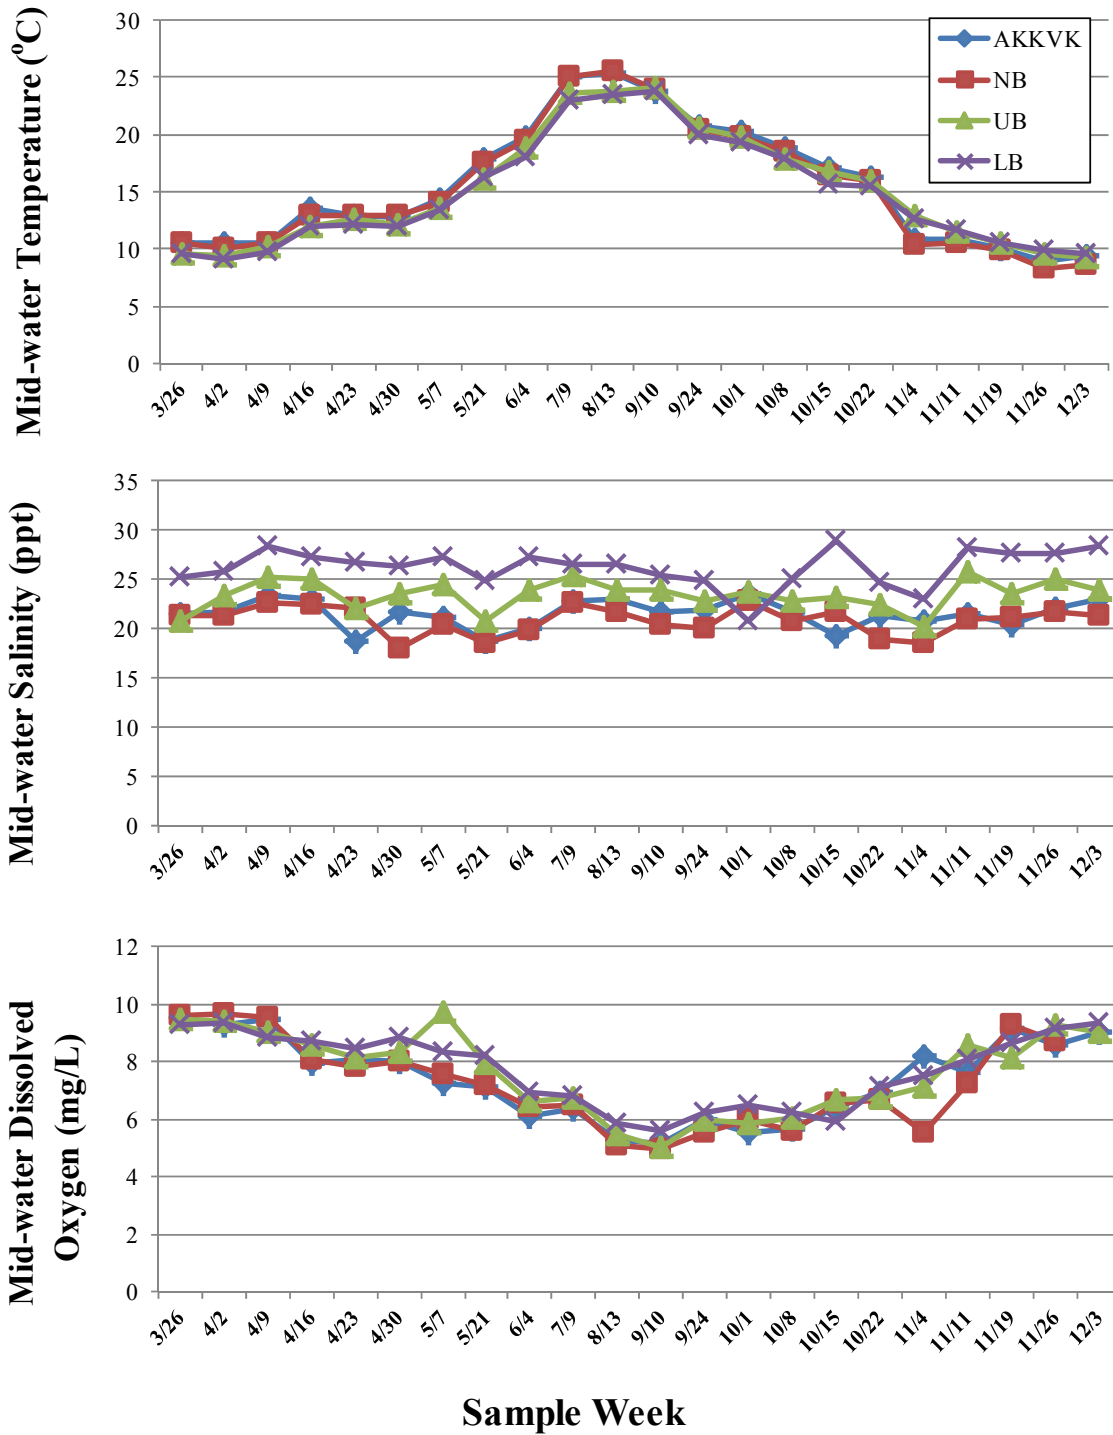 Mid-water Temperature (°C)
30
25
20
15
10
5
0
AKKVK
NB
UB
LB
3/26 4/2 4/9 4/16 4/23 4/30 5/7 5/21 6/4 7/9 8/13 9/10 9/24 10/1 10/8 10/15 10/22 11/4 11/11 11/19 11/26 12/3
Mid-water Salinity (ppt)
35
30
25
20
15
10
5
0
3/26 4/2 4/9 4/16 4/23 4/30 5/7 5/21 6/4 7/9 8/13 9/10 9/24 10/1 10/8 10/15 10/22 11/4 11/11 11/19 11/26 12/3
Mid-water Dissolved
Oxygen (mg/L)
12
10
8
6
4
2
0
3/26 4/2 4/9 4/16 4/23 4/30 5/7 5/21 6/4 7/9 8/13 9/10 9/24 10/1 10/8 10/15 10/22 11/4 11/11 11/19 11/26 12/3
Sample Week